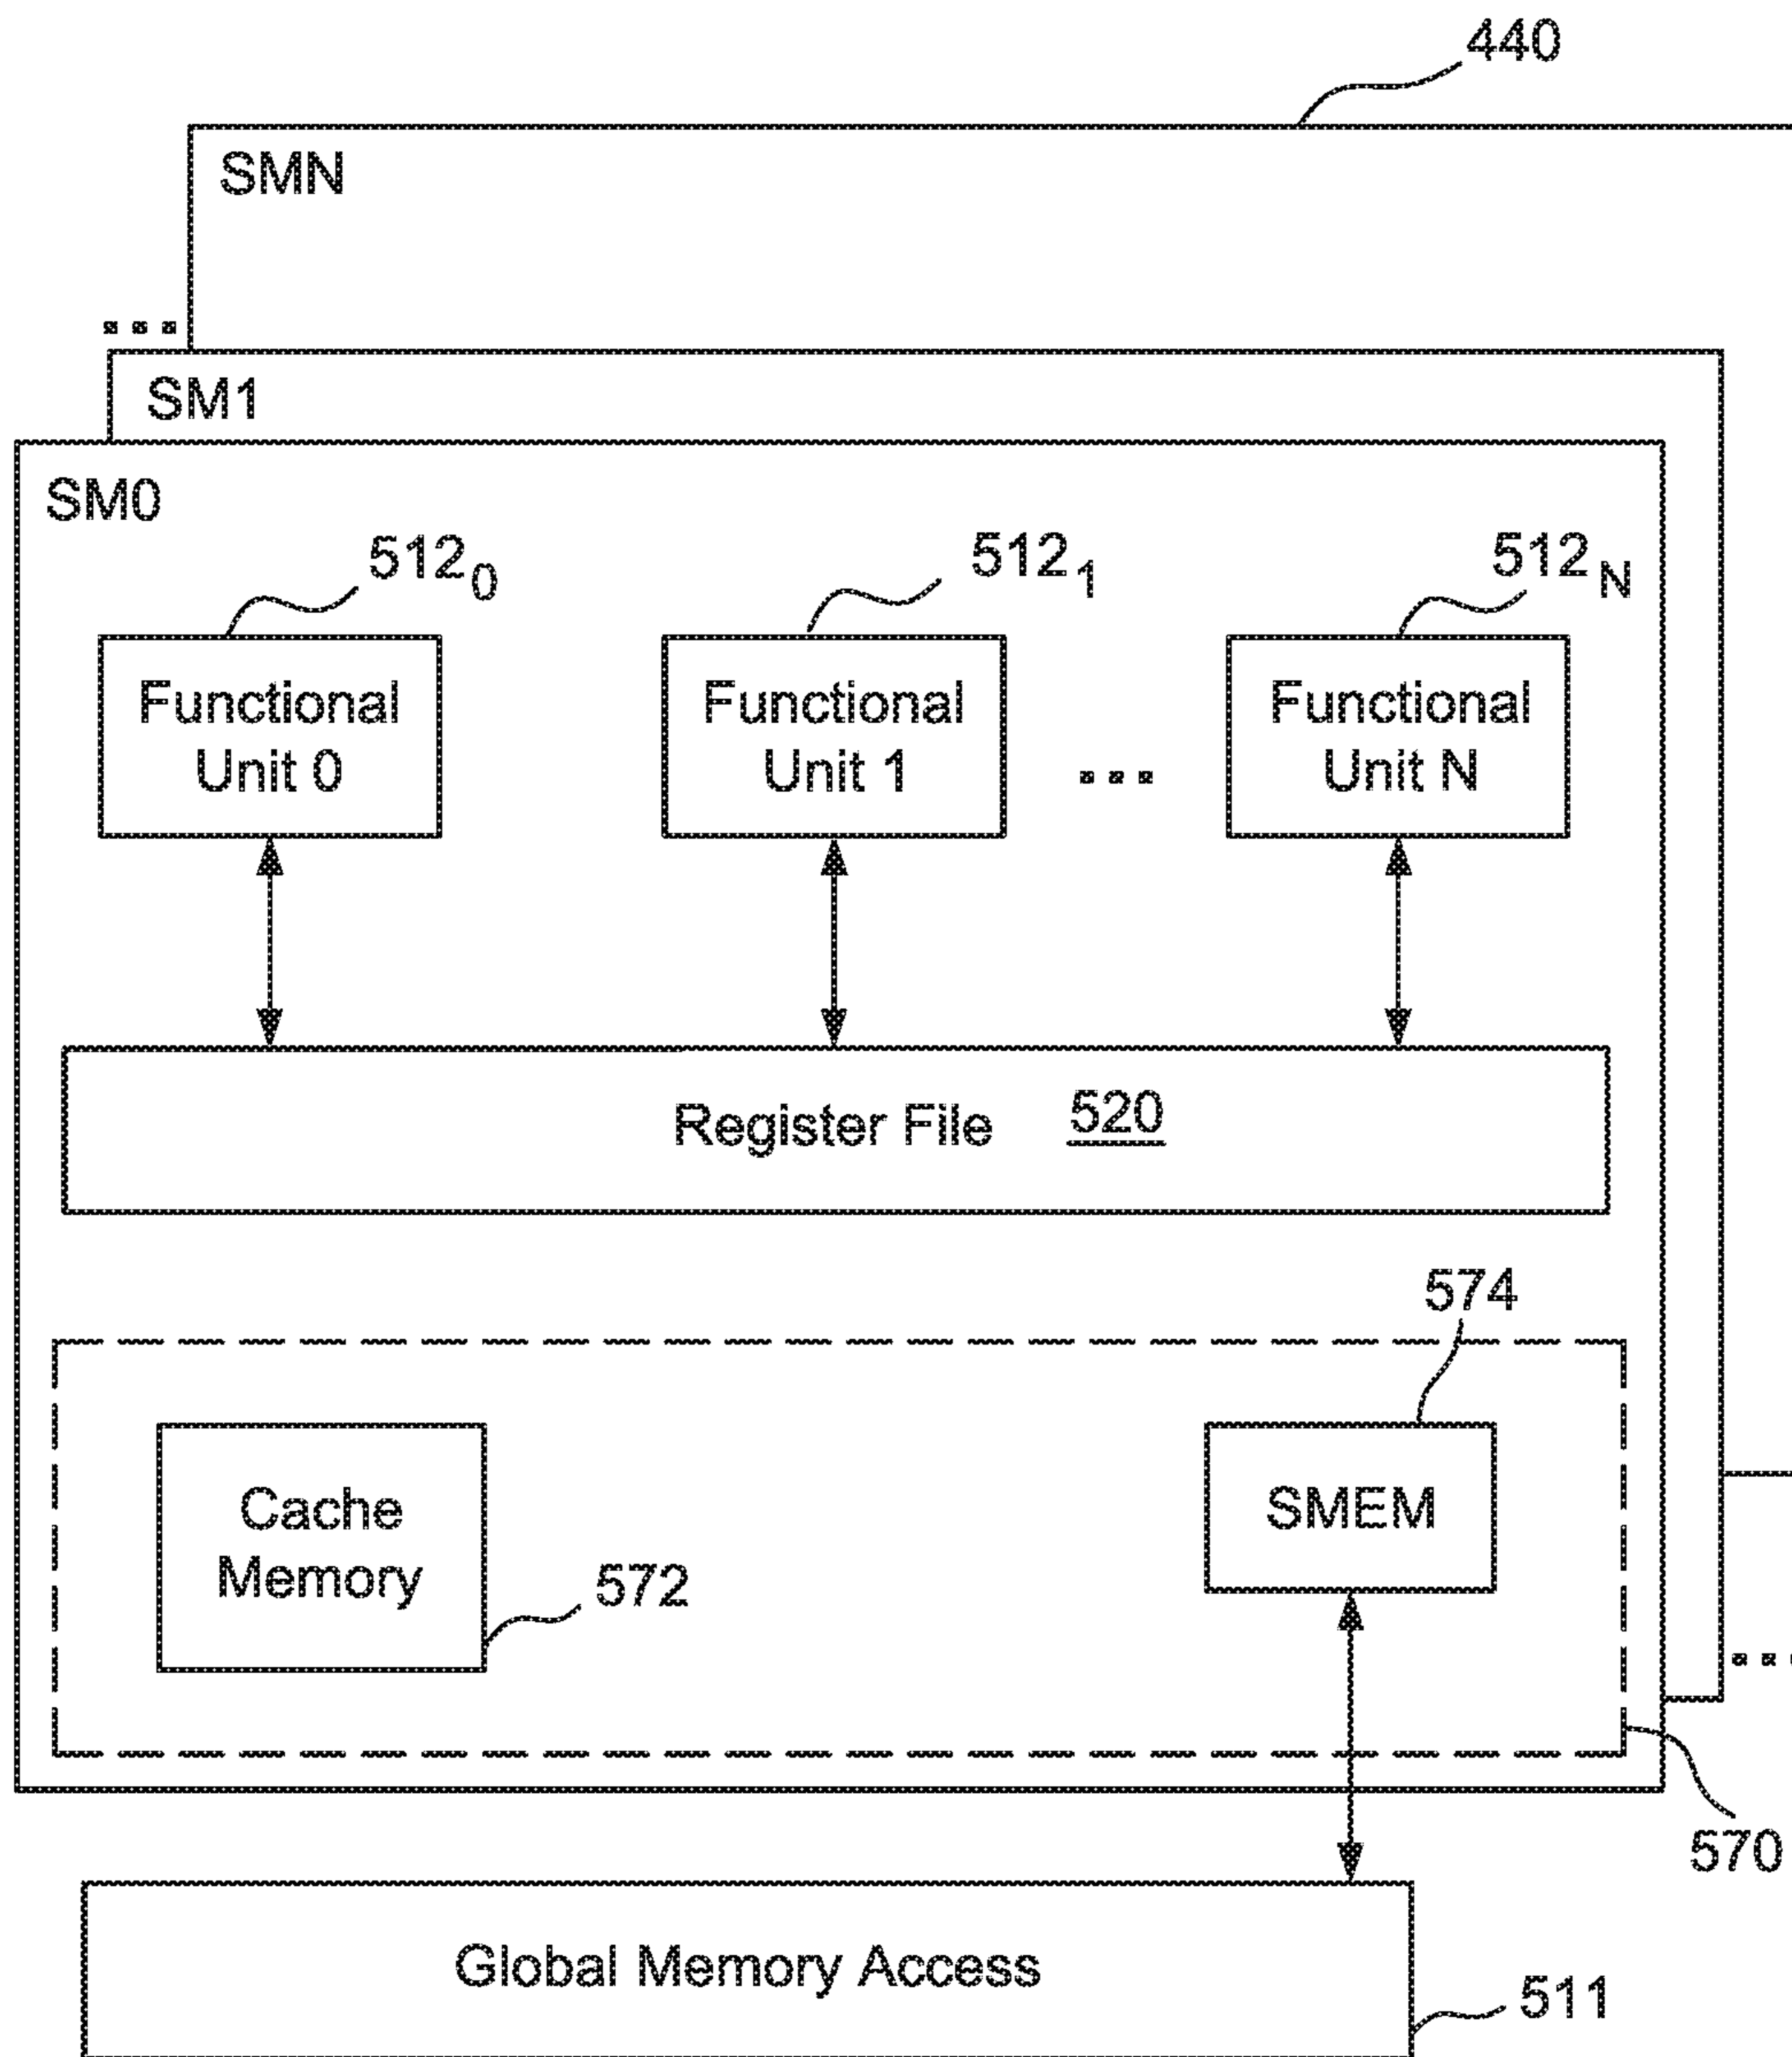 440
SMN
...
SM1
SM0
512₀
512₁
512N
Functional
Unit 0
Functional
Unit 1
...
Functional
Unit N
Register File 520
574
Cache
Memory
572
SMEM
...
570
Global Memory Access
511